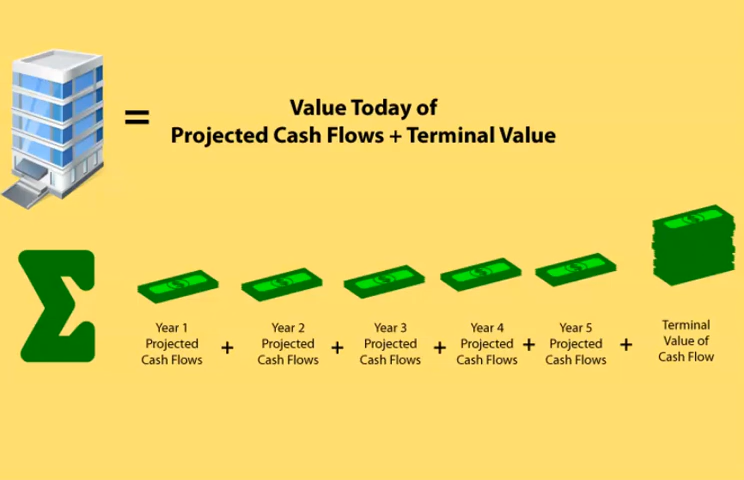 =
Value Today of
Projected Cash Flows + Terminal Value
Σ
Year 1
Projected
Cash Flows
+
Year 2
Projected
Cash Flows
+
Year 3
Projected
Cash Flows
+
Year 4
Projected
Cash Flows
+
Year 5
Projected
Cash Flows
+
Terminal
Value of
Cash Flow